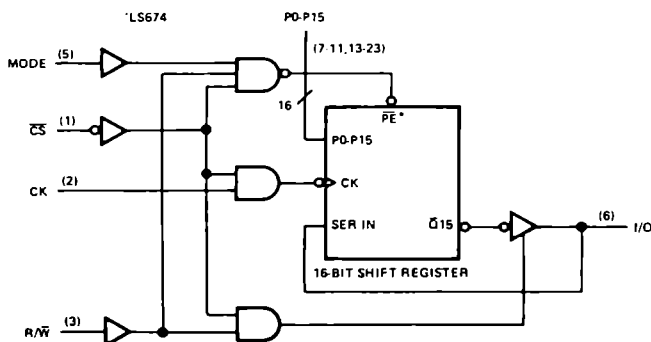 'LS674
P0-P15
(7-11, 13-23)
MODE (5)
16
PE*
CS (1)
P0-P15
CK (2)
CK
SER IN
Q15
(6) I/O
16-BIT SHIFT REGISTER
R/W (3)